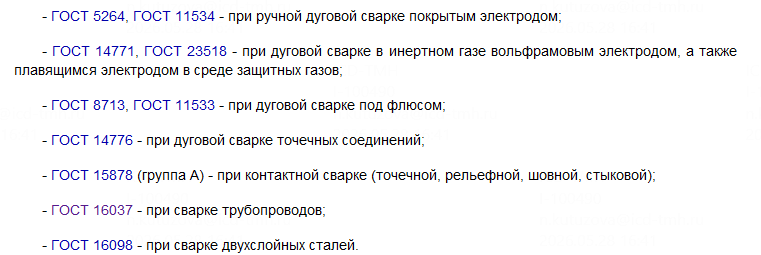 - ГОСТ 5264, ГОСТ 11534 - при ручной дуговой сварке покрытым электродом;
- ГОСТ 14771, ГОСТ 23518 - при дуговой сварке в инертном газе вольфрамовым электродом, а также
плавящимся электродом в среде защитных газов;
- ГОСТ 8713, ГОСТ 11533 - при дуговой сварке под флюсом;
- ГОСТ 14776 - при дуговой сварке точечных соединений;
- ГОСТ 15878 (группа А) - при контактной сварке (точечной, рельефной, шовной, стыковой);
- ГОСТ 16037 - при сварке трубопроводов;
- ГОСТ 16098 - при сварке двухслойных сталей.